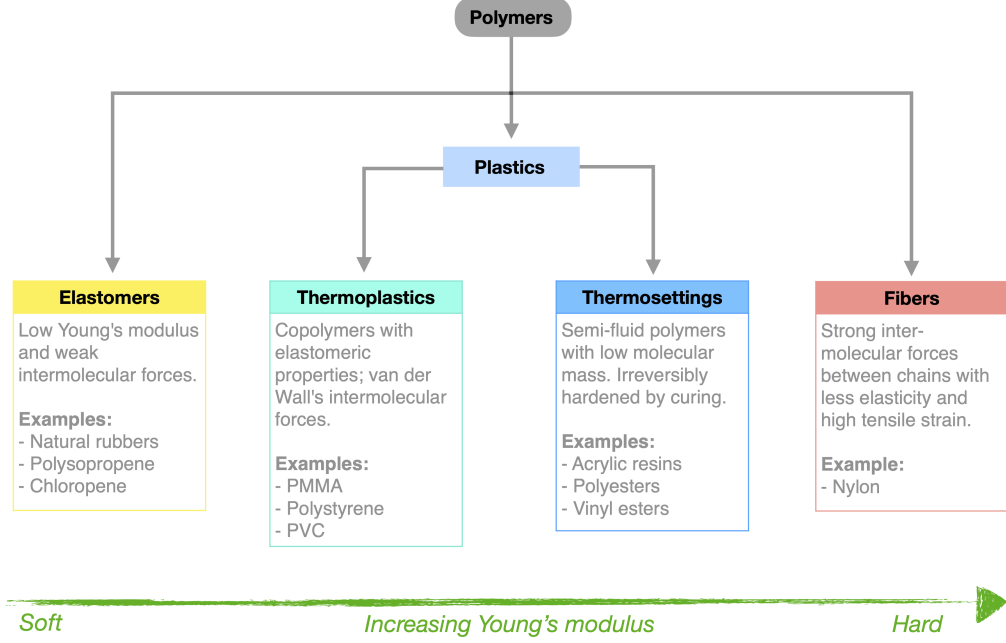 Polymers
Plastics
Elastomers
Low Young's modulus
and weak
intermolecular forces.
Examples:
- Natural rubbers
- Polysopropene
- Chloropene
Thermoplastics
Copolymers with
elastomeric
properties; van der
Wall's intermolecular
forces.
Examples:
- PMMA
- Polystyrene
- PVC
Thermosettings
Semi-fluid polymers
with low molecular
mass. Irreversibly
hardened by curing.
Examples:
- Acrylic resins
- Polyesters
- Vinyl esters
Fibers
Strong inter-
molecular forces
between chains with
less elasticity and
high tensile strain.
Example:
- Nylon
Soft
Increasing Young’s modulus
Hard